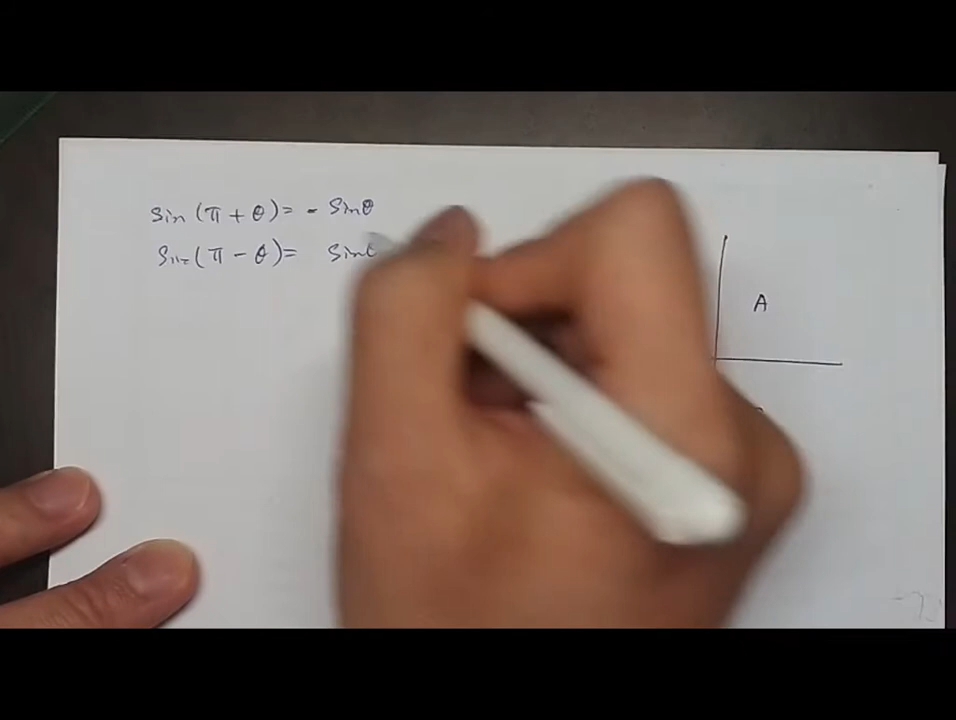 sin (π + θ) = - sinθ
sin (π - θ) = sinθ
A